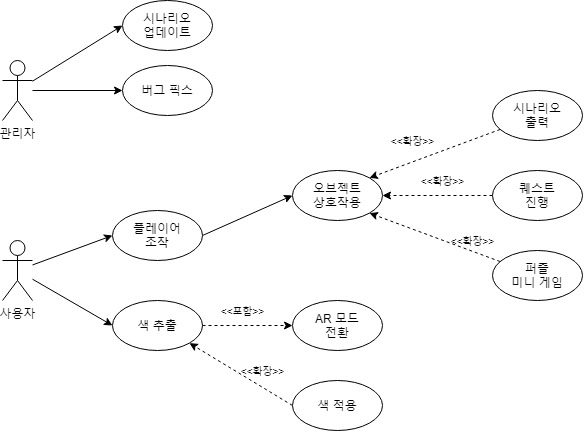 시나리오
업데이트
버그 픽스
관리자
시나리오
출력
<<확장>>
오브젝트
상호작용
<<확장>>
퀘스트
진행
플레이어
조작
<<확장>>
퍼즐
미니 게임
사용자
색 추출
<<포함>>
AR 모드
전환
<<확장>>
색 적용